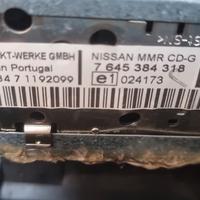 KT-WERKE GMBH NISSAN MMR CD-G
n Portugal 7 645 384 318
84 7 1192099 e1 024173